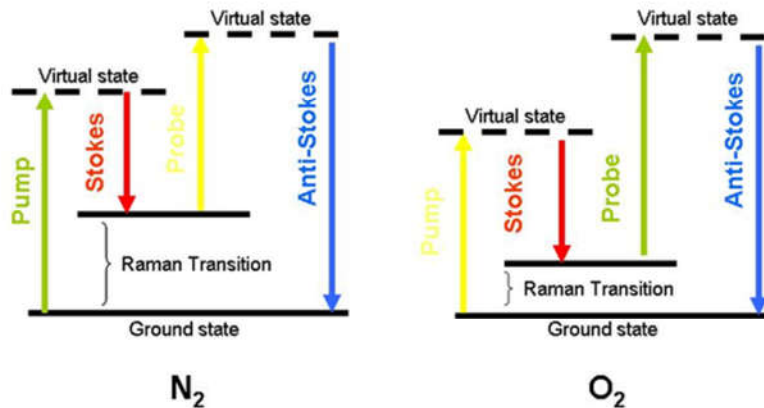 Virtual state
Virtual state
Pump
Stokes
Probe
Anti-Stokes
Raman Transition
Ground state
N₂
Virtual state
Virtual state
Pump
Stokes
Probe
Anti-Stokes
Raman Transition
Ground state
O₂